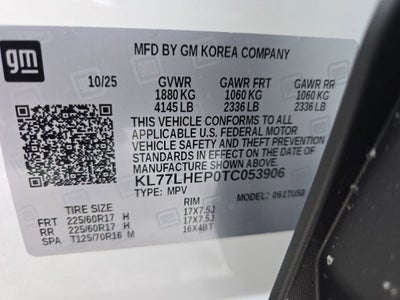 gm
MFD BY GM KOREA COMPANY
10/25 GVWR GAWR FRT GAWR RR
1880 KG 1060 KG 1060 KG
4145 LB 2336 LB 2336 LB
THIS VEHICLE CONFORMS TO ALL
APPLICABLE U.S. FEDERAL MOTOR
VEHICLE SAFETY AND THEFT
PREVENTION STANDARDS IN EFFECT
ON THE DATE OF MANUFACTURE
SHOWN ABOVE.
KL77LHEP0TC053906
TYPE: MPV MODEL:
TIRE SIZE RIM
FRT 225/60R17 H 17X7.5J
RR 225/60R17 H 17X7.5J
SPA T125/70R16 M 16X4BT